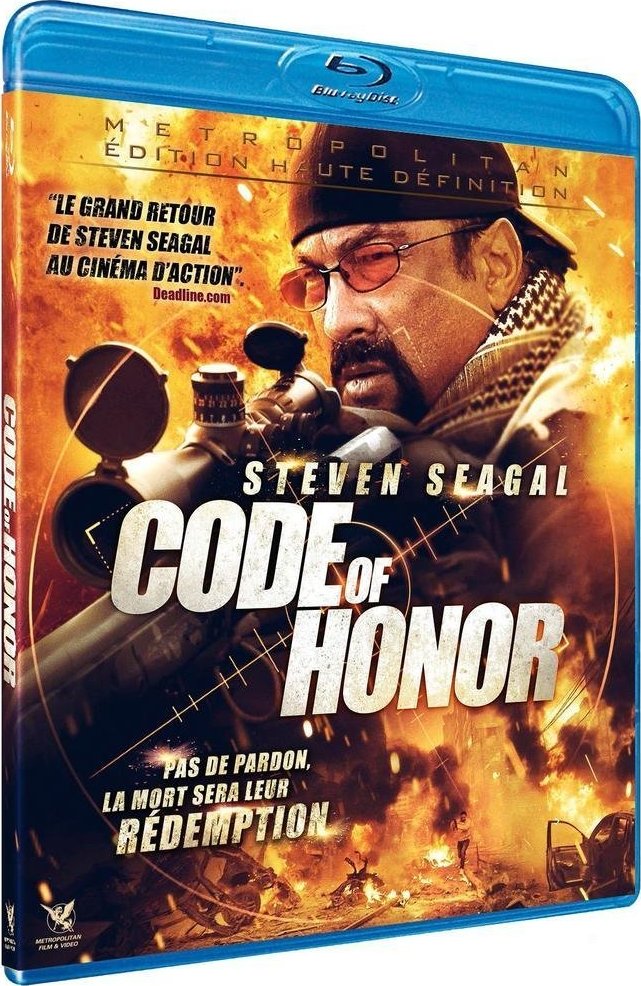 Blu-ray Disc
METROPOLITAN
ÉDITION HAUTE DÉFINITION
"LE GRAND RETOUR
DE STEVEN SEAGAL
AU CINÉMA D'ACTION".
Deadline.com
STEVEN SEAGAL
CODE OF
HONOR
PAS DE PARDON,
LA MORT SERA LEUR
RÉDEMPTION
METROPOLITAN
FILM & VIDEO
CODE OF HONOR